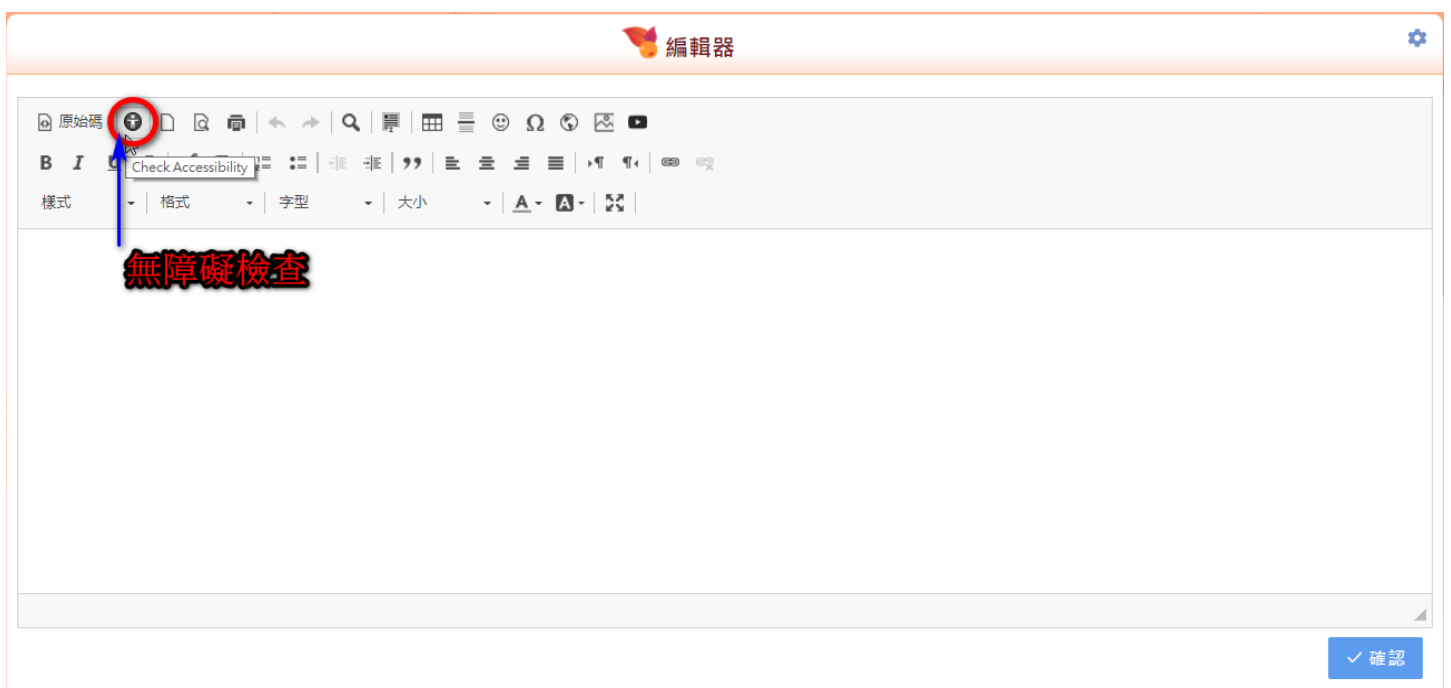 編輯器
原始碼
B I U
Check Accessibility
樣式 格式 字型 大小 A A
無障礙檢查
確認